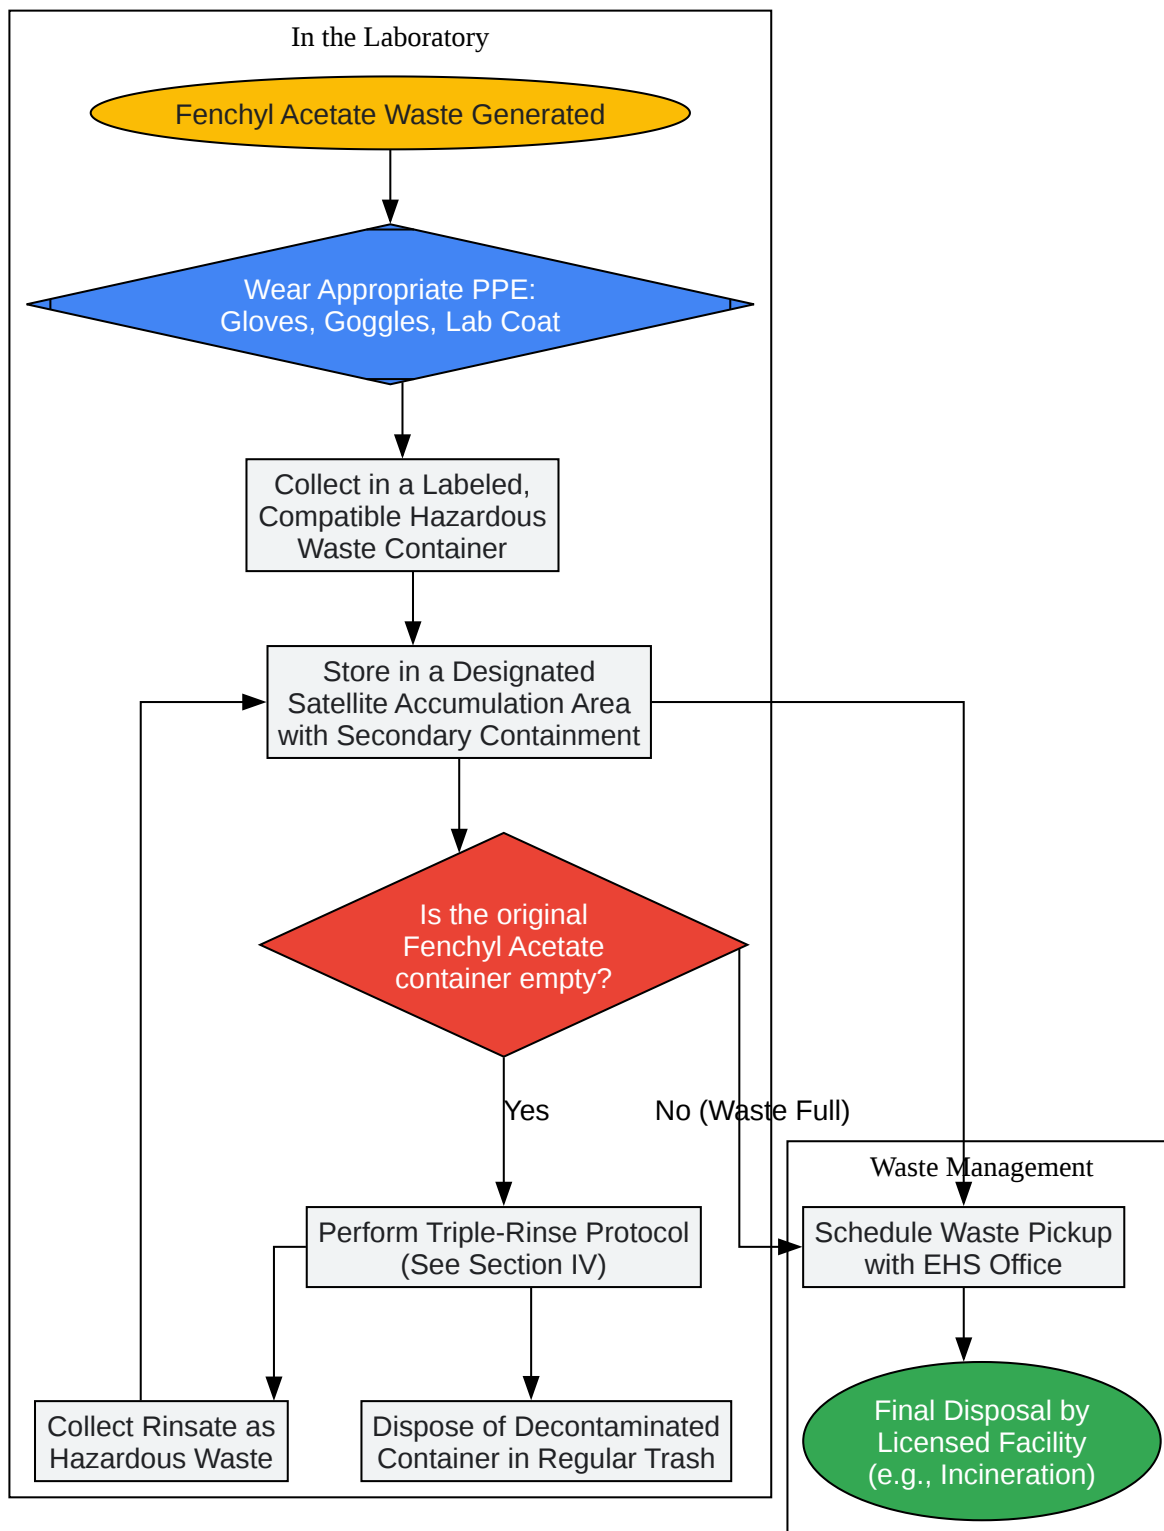 In the Laboratory
Fenchyl Acetate Waste Generated
Wear Appropriate PPE:
Gloves, Goggles, Lab Coat
Collect in a Labeled,
Compatible Hazardous
Waste Container
Store in a Designated
Satellite Accumulation Area
with Secondary Containment
Is the original
Fenchyl Acetate
container empty?
Yes
No (Waste Full)
Waste Management
Perform Triple-Rinse Protocol
(See Section IV)
Schedule Waste Pickup
with EHS Office
Collect Rinsate as
Hazardous Waste
Dispose of Decontaminated
Container in Regular Trash
Final Disposal by
Licensed Facility
(e.g., Incineration)